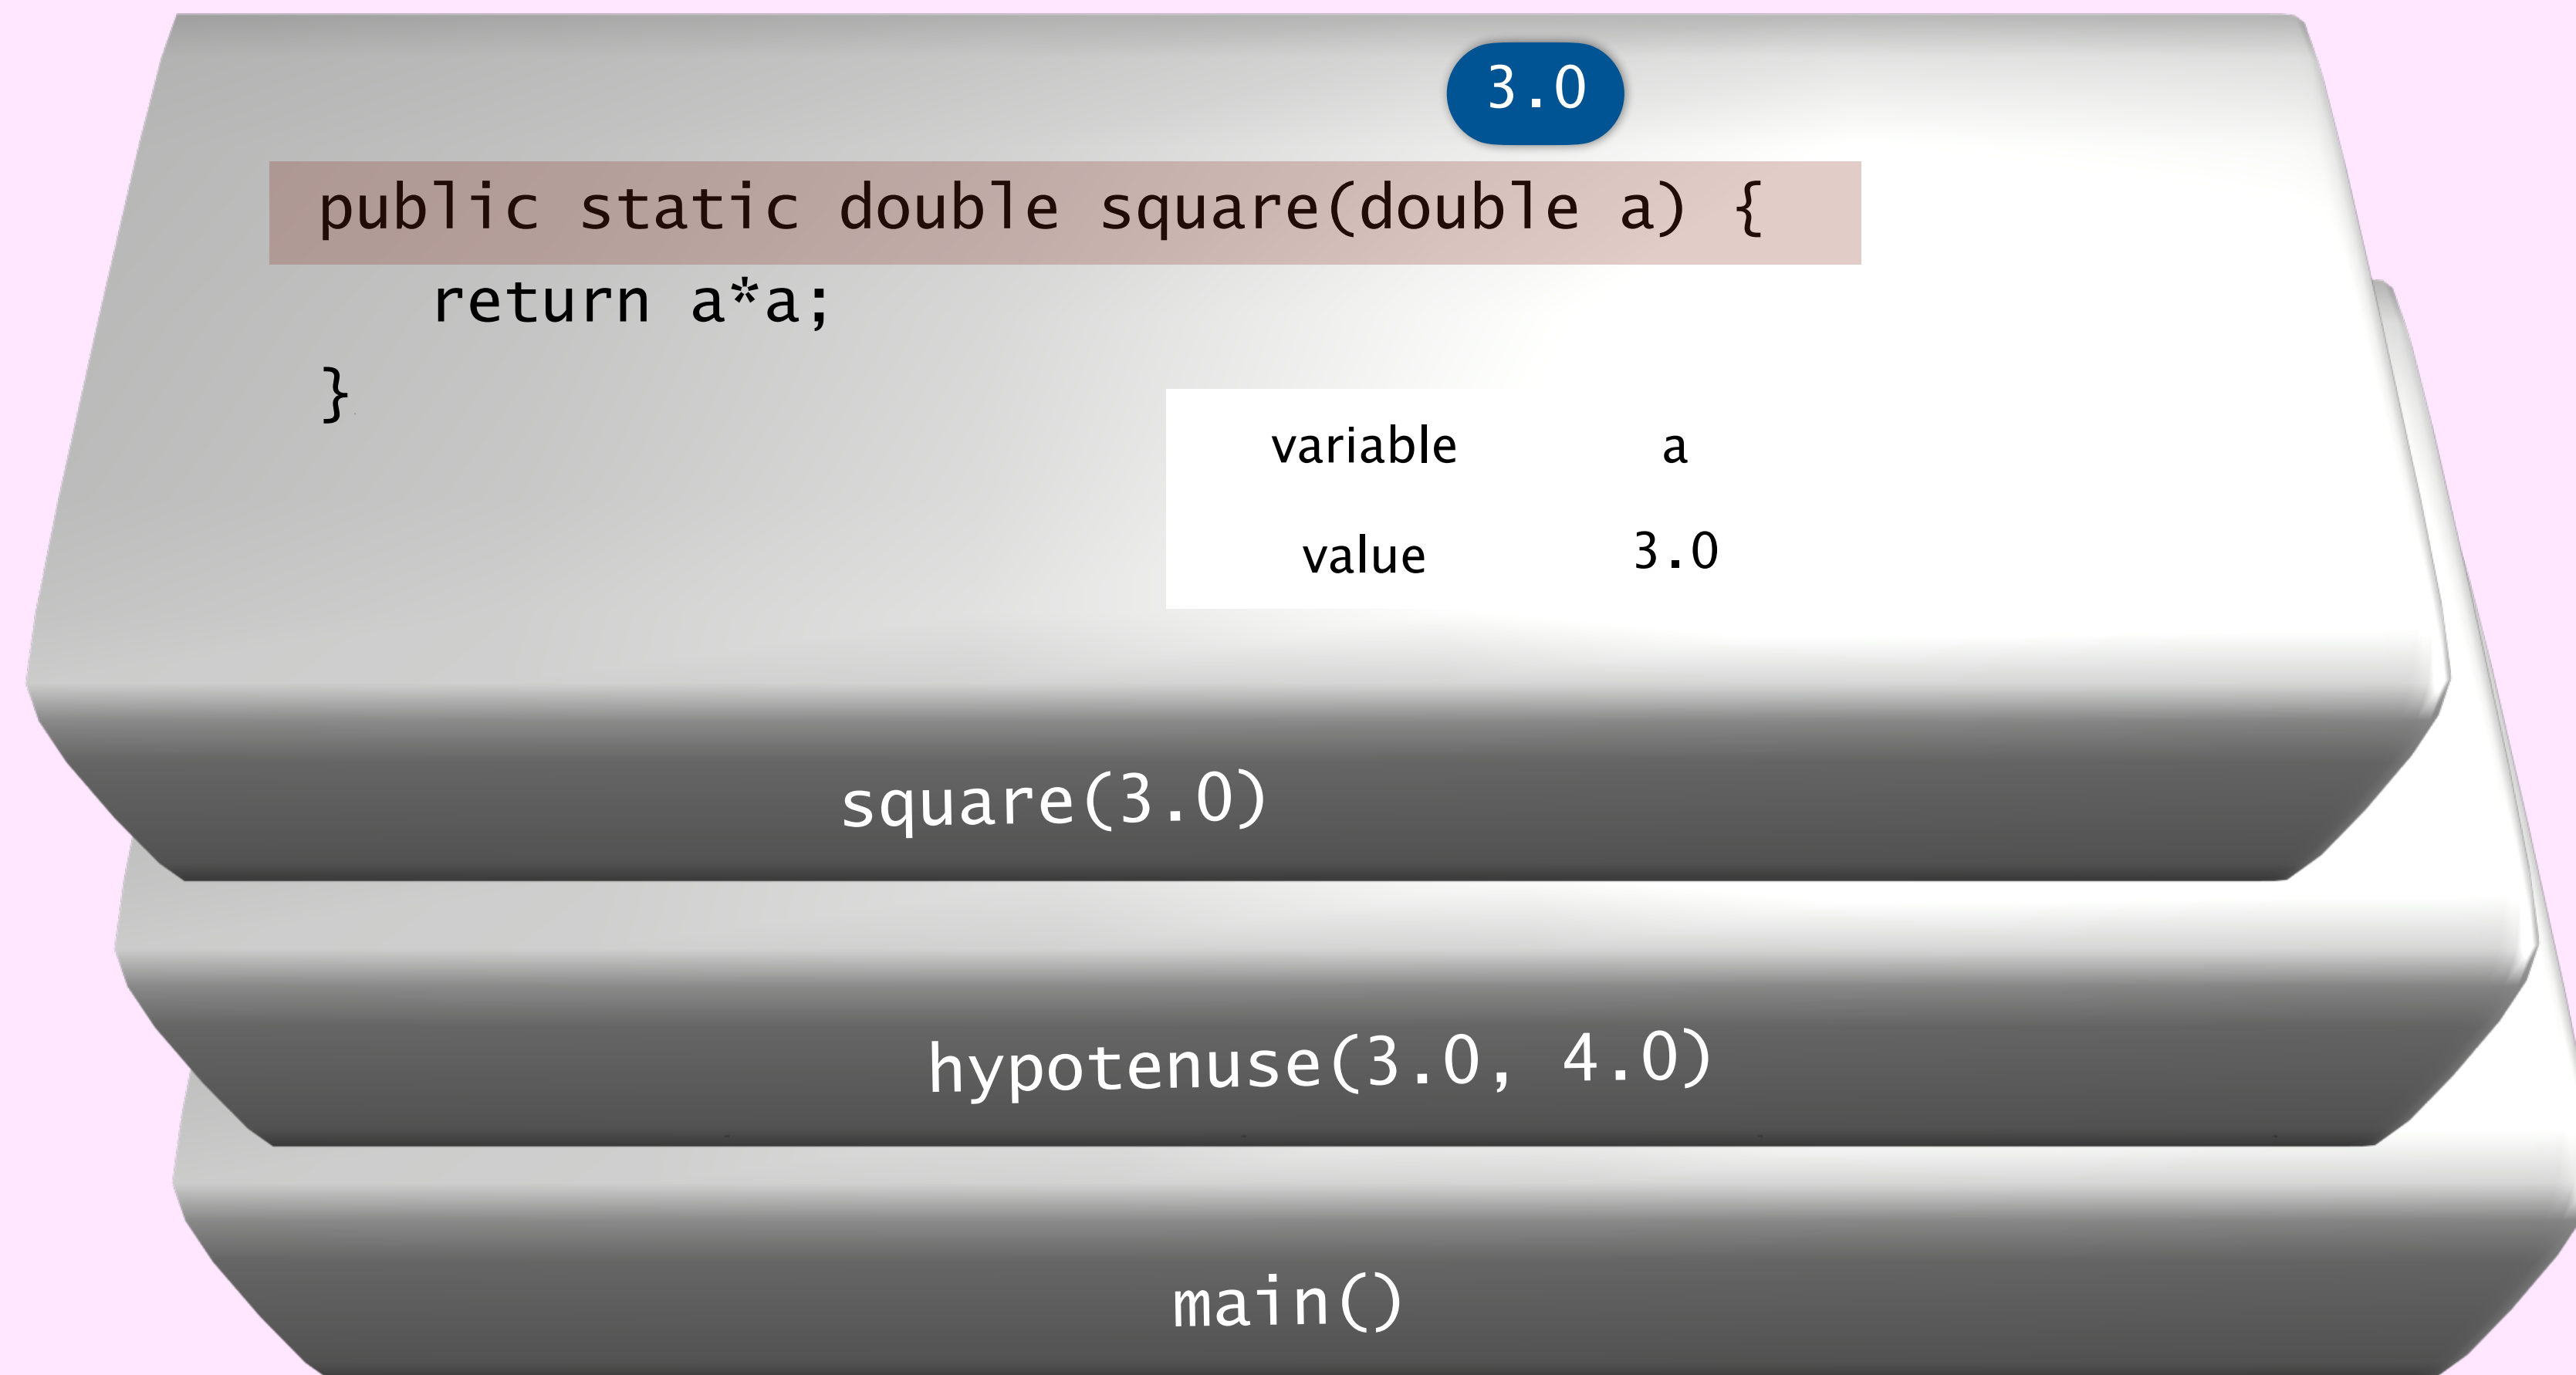 3.0
public static double square(double a) {
return a*a;
}
variable a
value 3.0
square(3.0)
hypotenuse(3.0, 4.0)
main()